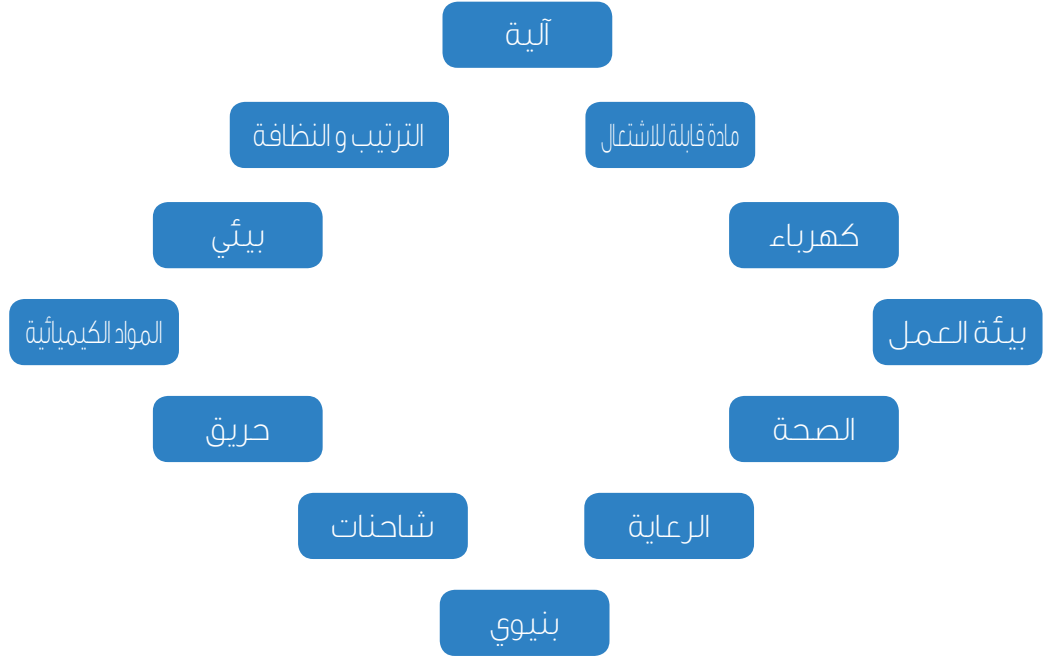 آلية
مادة قابلة للاشتعال
الترتيب و النظافة
كهرباء
بيئي
بيئة العمل
المواد الكيميائية
الصحة
حريق
الرعاية
شاحنات
بنيوي